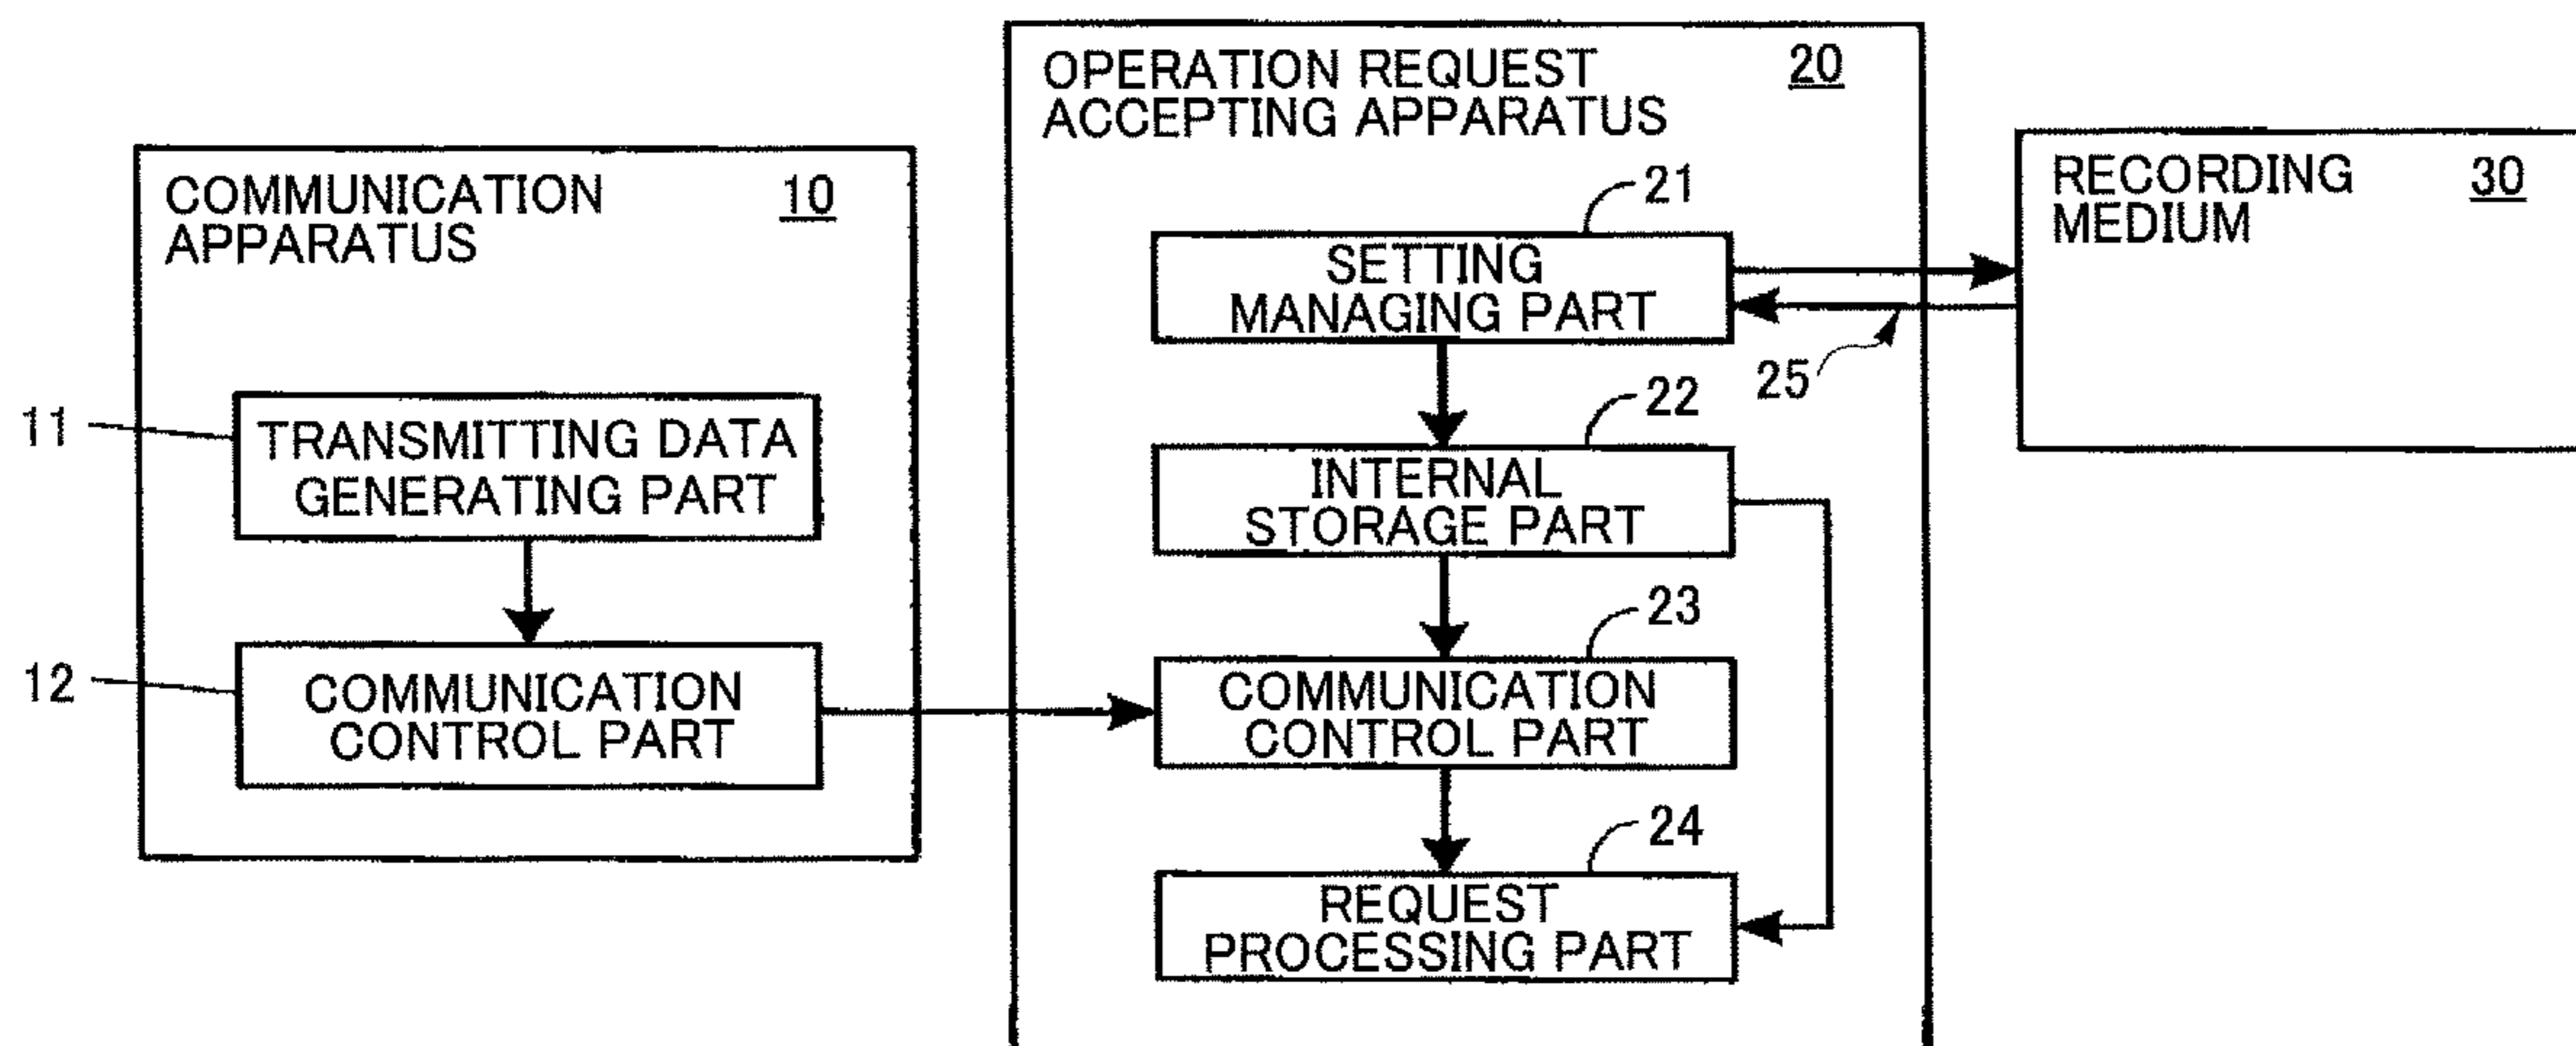 COMMUNICATION
APPARATUS
10
11
TRANSMITTING DATA
GENERATING PART
12
COMMUNICATION
CONTROL PART
OPERATION REQUEST
ACCEPTING APPARATUS
20
21
SETTING
MANAGING PART
25
22
INTERNAL
STORAGE PART
23
COMMUNICATION
CONTROL PART
24
REQUEST
PROCESSING PART
RECORDING
MEDIUM
30